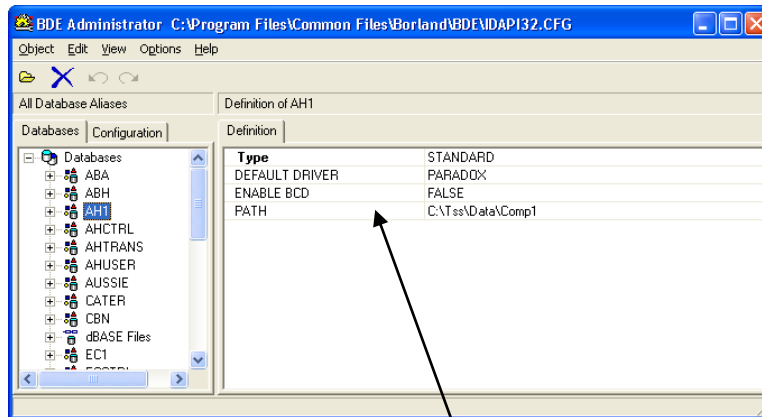 BDE Administrator C:\Program Files\Common Files\Borland\BDE\IDAPI32.CFG
Object Edit View Options Help
All Database Aliases
Definition of AH1
Databases Configuration
Definition
Databases
ABA
ABH
AH1
AHCTRL
AHTRANS
AHUSER
AUSSIE
CATER
CBN
dBASE Files
EC1
Type STANDARD
DEFAULT DRIVER PARADOX
ENABLE BCD FALSE
PATH C:\Tss\Data\Comp1